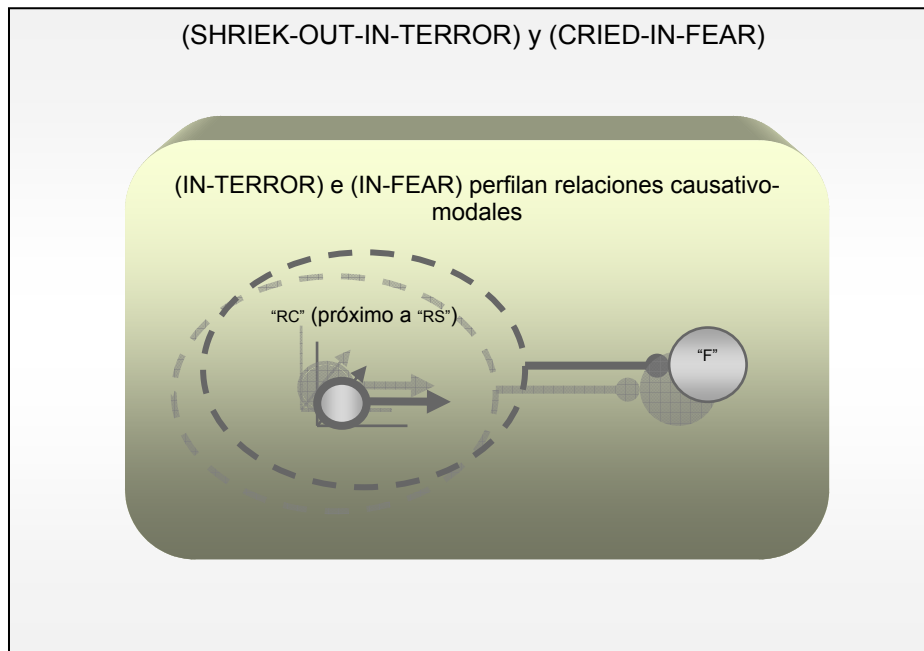 (SHRIEK-OUT-IN-TERROR) y (CRIED-IN-FEAR)
(IN-TERROR) e (IN-FEAR) perfilan relaciones causativo-
modales
“RC” (próximo a “RS”)
“F”